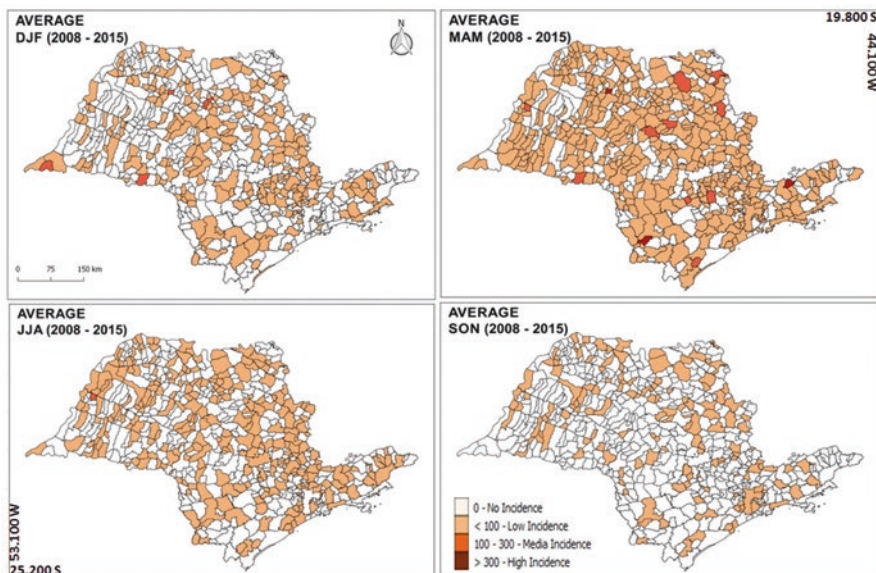 AVERAGE
DJF (2008 - 2015)
N
0 75 150 km
AVERAGE
MAM (2008 - 2015)
19.800 S
44.100 W
AVERAGE
JJA (2008 - 2015)
53.100 W
25.200 S
AVERAGE
SON (2008 - 2015)
0 - No Incidence
< 100 - Low Incidence
100 - 300 - Media Incidence
> 300 - High Incidence